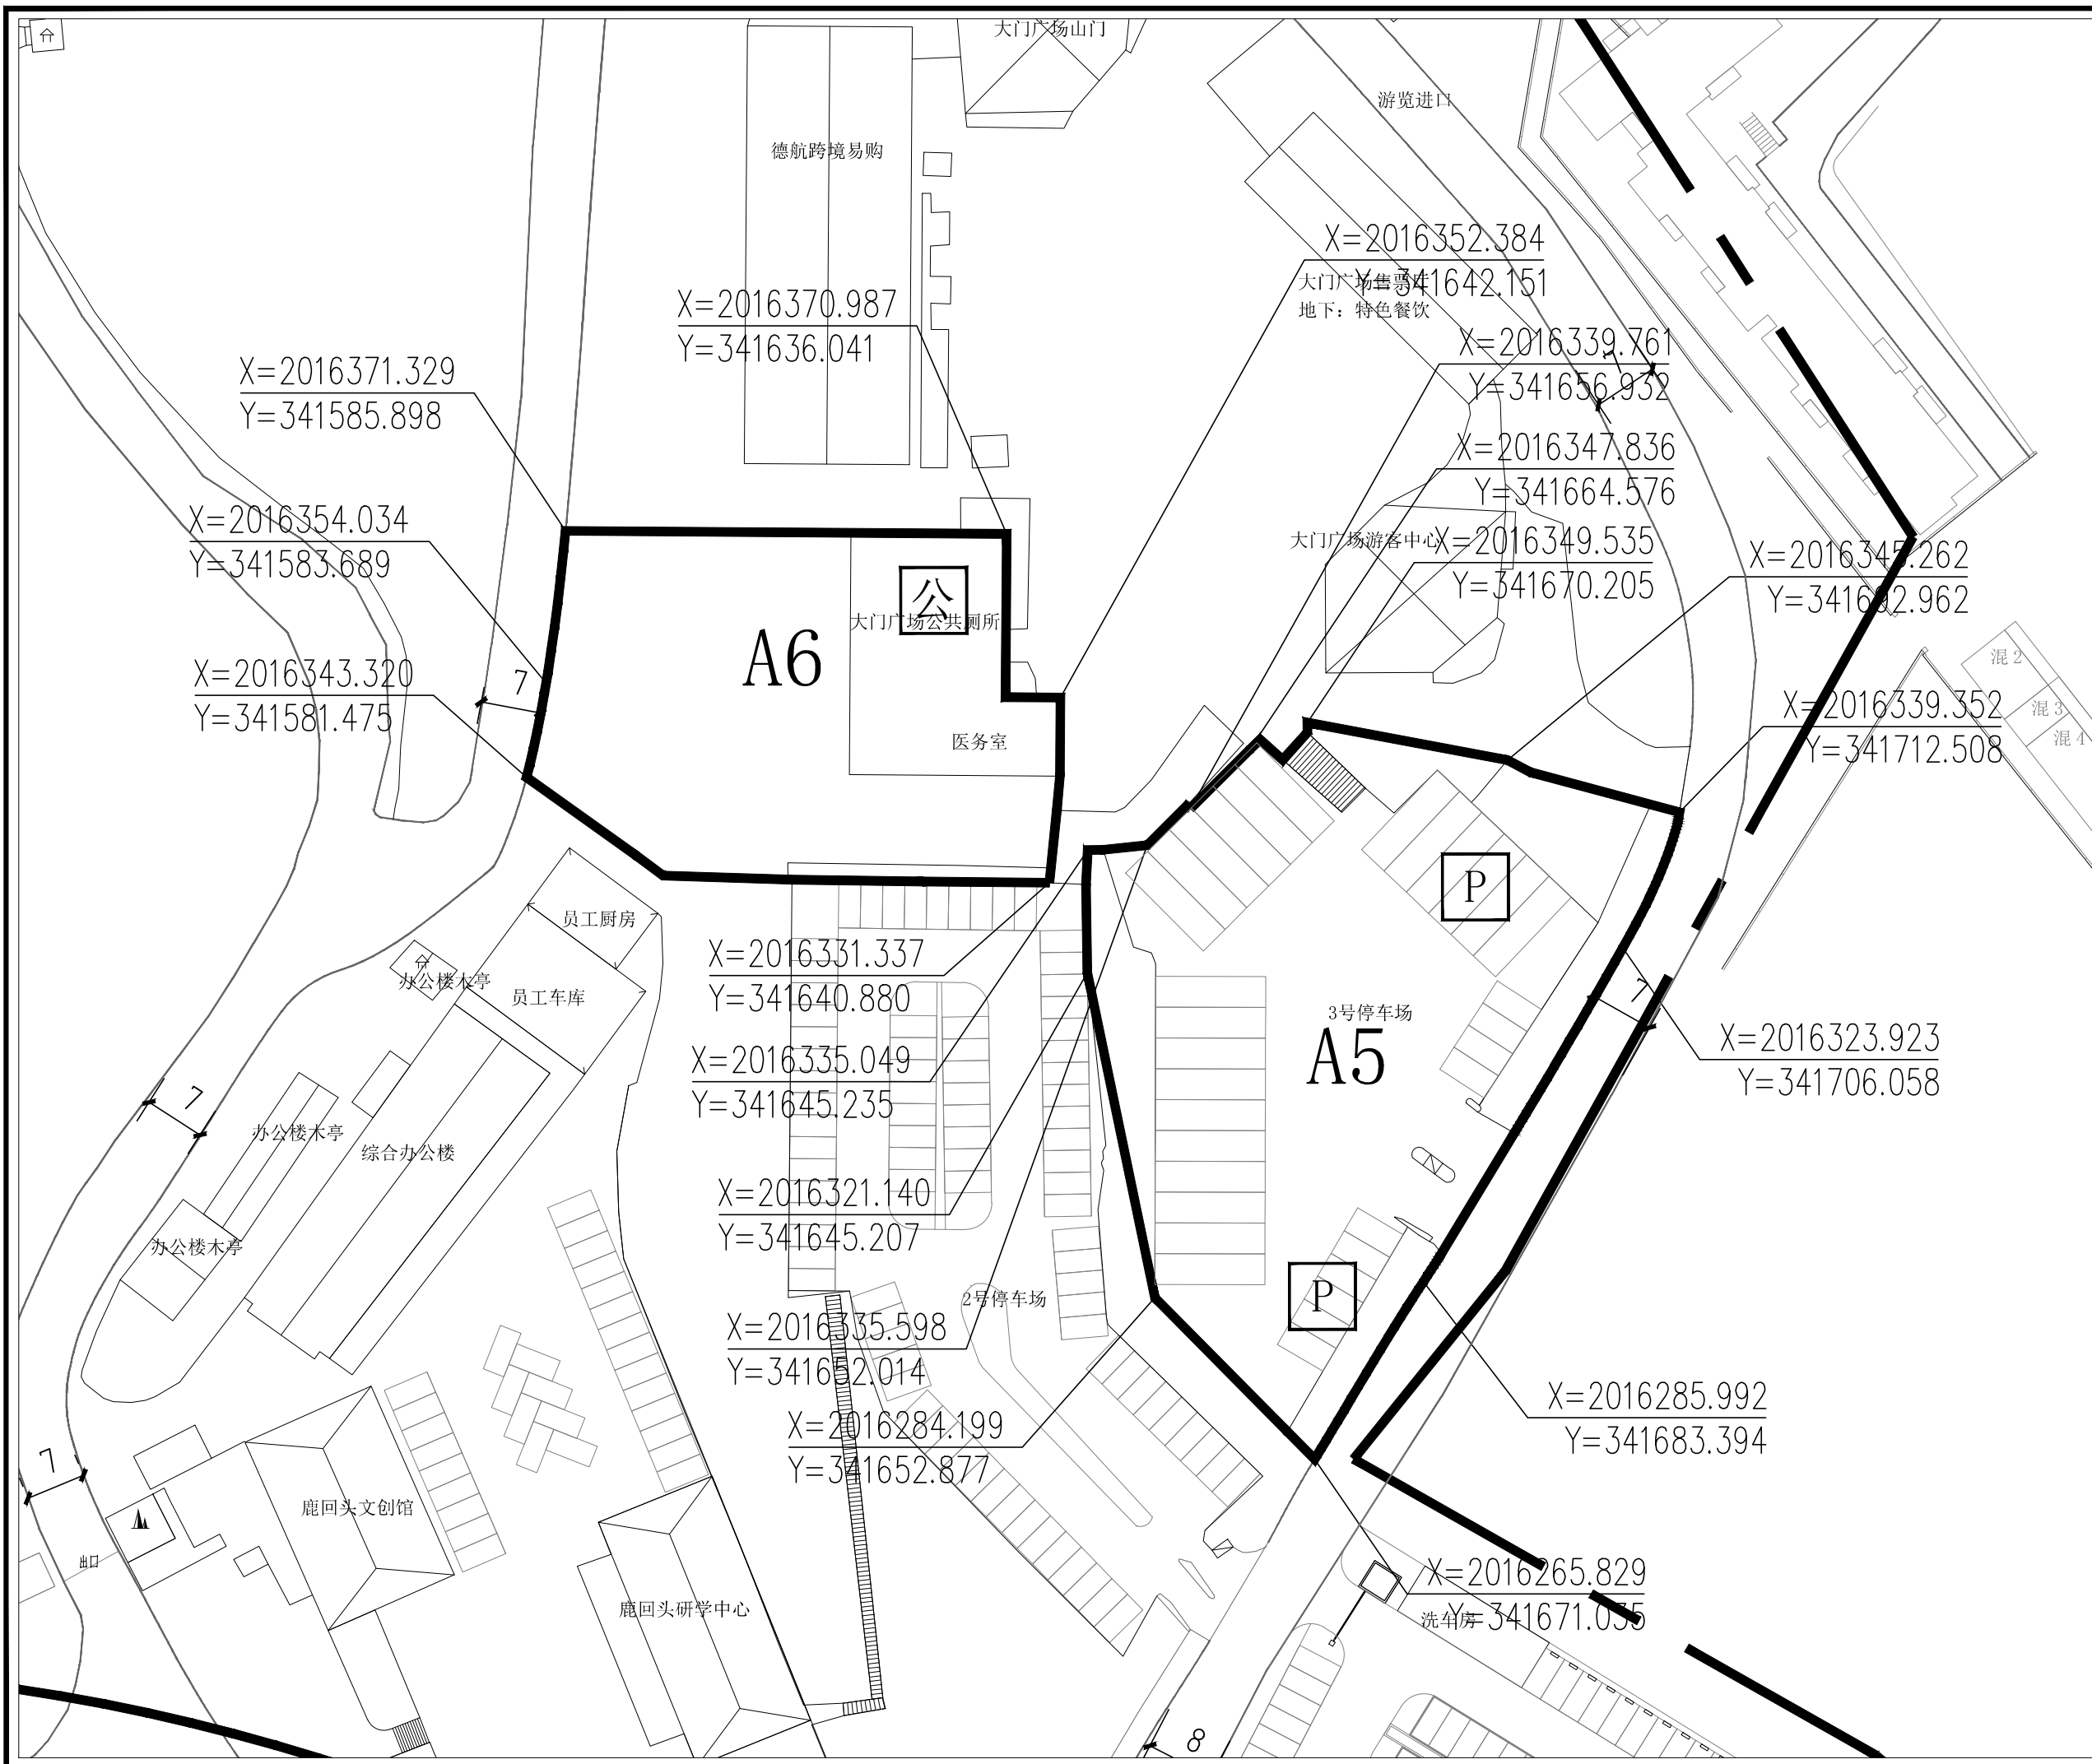 大门广场山门
游览进口
德航跨境易购
X=2016352.384
Y=341642.151
大门广场售票厅
地下：特色餐饮
X=2016370.987
Y=341636.041
X=2016339.761
Y=341656.932
7
X=2016371.329
Y=341585.898
X=2016347.836
Y=341664.576
X=2016354.034
Y=341583.689
大门广场游客中心
X=2016349.535
Y=341670.205
X=2016345.262
Y=341692.962
公
大门广场公共厕所
A6
混2
混3
混4
X=2016343.320
Y=341581.475
7
医务室
X=2016339.352
Y=341712.508
P
员工厨房
办公楼木亭
员工车库
X=2016331.337
Y=341640.880
3号停车场
A5
7
X=2016323.923
Y=341706.058
X=2016335.049
Y=341645.235
7
办公楼木亭
综合办公楼
X=2016321.140
Y=341645.207
办公楼木亭
2号停车场
P
X=2016335.598
Y=341652.014
X=2016285.992
Y=341683.394
X=2016284.199
Y=341652.877
7
鹿回头文创馆
出口
X=2016265.829
Y=341671.035
洗车房
鹿回头研学中心
8